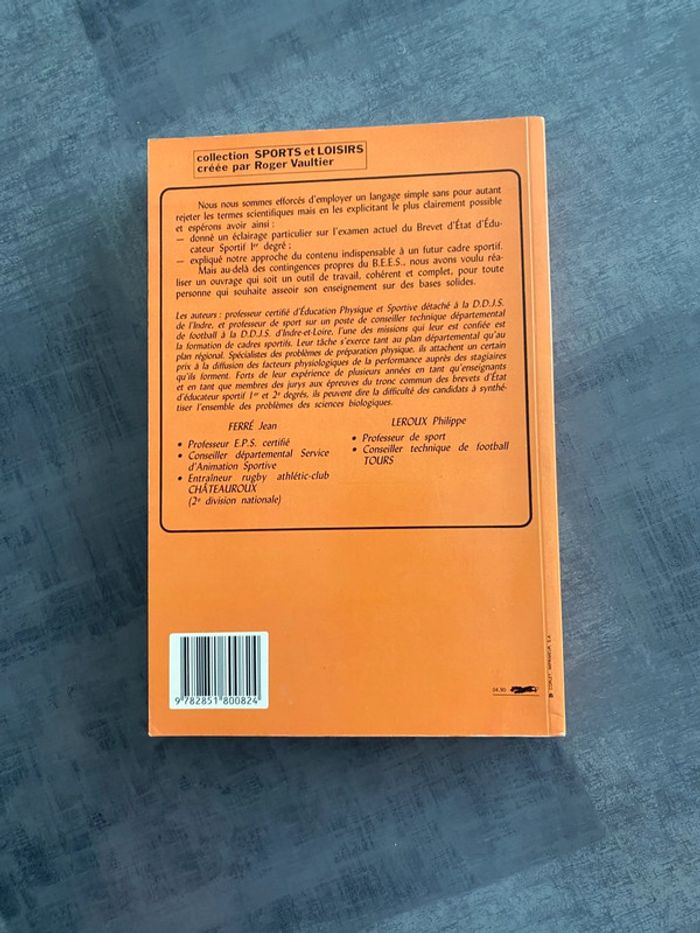 collection SPORTS et LOISIRS
créée par Roger Vaultier
Nous nous sommes efforcés d'employer un langage simple sans pour autant
rejeter les termes scientifiques mais en les explicitant le plus clairement possible
et espérons avoir ainsi :
— donné un éclairage particulier sur l'examen actuel du Brevet d'État d'Édu-
cateur Sportif 1er degré ;
— expliqué notre approche du contenu indispensable à un futur cadre sportif.
Mais au-delà des contingences propres du B.E.E.S., nous avons voulu réa-
liser un ouvrage qui soit un outil de travail, cohérent et complet, pour toute
personne qui souhaite asseoir son enseignement sur des bases solides.
Les auteurs : professeur certifié d'Éducation Physique et Sportive détaché à la D.D.J.S.
de l'Indre, et professeur de sport sur un poste de conseiller technique départemental
de football à la D.D.J.S. d'Indre-et-Loire, l'une des missions qui leur est confiée est
la formation de cadres sportifs. Leur tâche s'exerce tant au plan départemental qu'au
plan régional. Spécialistes des problèmes de préparation physique, ils attachent un certain
prix à la diffusion des facteurs physiologiques de la performance auprès des stagiaires
qu'ils forment. Forts de leur expérience de plusieurs années en tant qu'enseignants
et en tant que membres des jurys aux épreuves du tronc commun des brevets d'État
d'éducateur sportif 1er et 2e degrés, ils peuvent dire la difficulté des candidats à synthé-
tiser l'ensemble des problèmes des sciences biologiques.
FERRÉ Jean
• Professeur E.P.S. certifié
• Conseiller départemental Service
d'Animation Sportive
• Entraîneur rugby athlétic-club
CHÂTEAUROUX
(2e division nationale)
LEROUX Philippe
• Professeur de sport
• Conseiller technique de football
TOURS
9 782851 800824
04.90